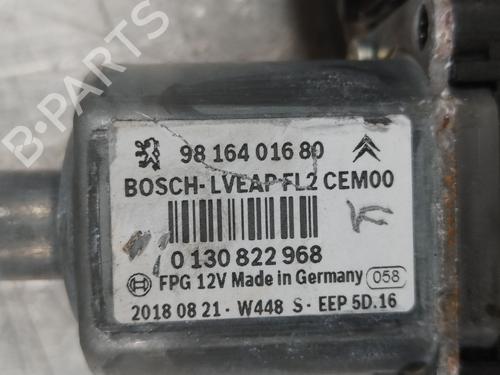 98 164 016 80
BOSCH-LVEAP FL2 CEM00
0 130 822 968
FPG 12V Made in Germany 058
2018 08 21 · W448 S · EEP 5D.16